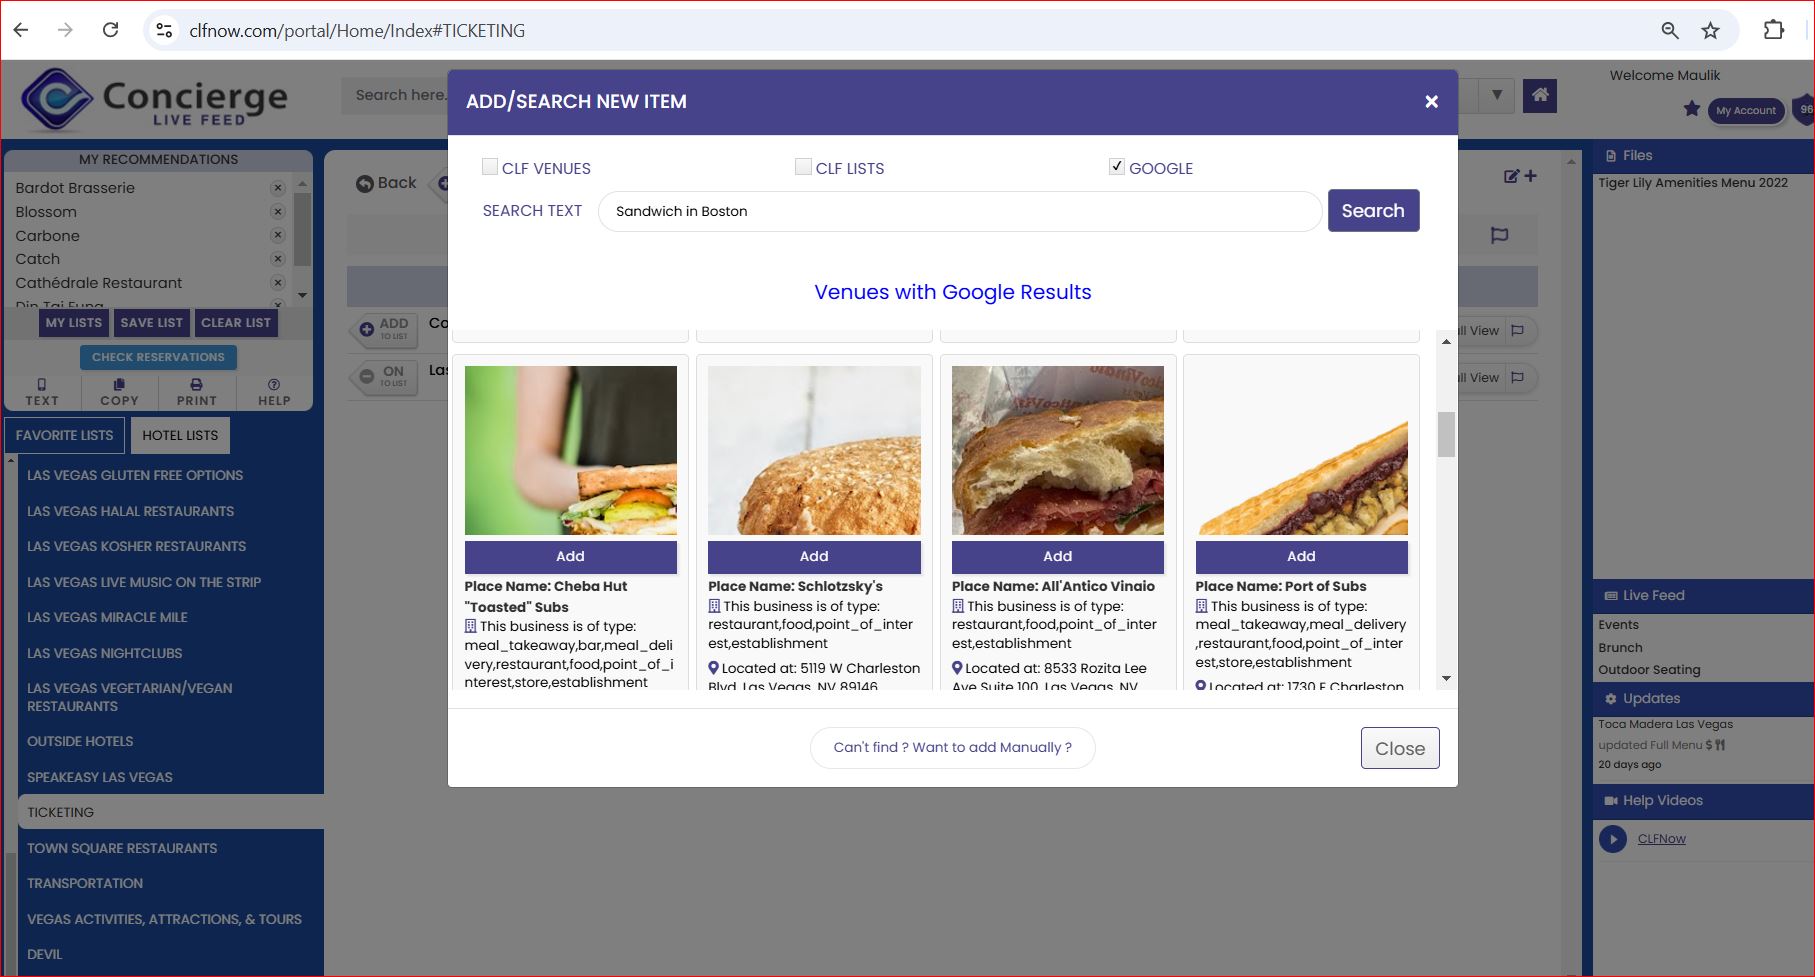 clfnow.com/portal/Home/Index#TICKETING
Concierge
LIVE FEED
Search here.
Welcome Maulik
My Account
96
MY RECOMMENDATIONS
Bardot Brasserie
Blossom
Carbone
Catch
Cathédrale Restaurant
Din Tai Fung
MY LISTS
SAVE LIST
CLEAR LIST
CHECK RESERVATIONS
TEXT
COPY
PRINT
HELP
FAVORITE LISTS
HOTEL LISTS
LAS VEGAS GLUTEN FREE OPTIONS
LAS VEGAS HALAL RESTAURANTS
LAS VEGAS KOSHER RESTAURANTS
LAS VEGAS LIVE MUSIC ON THE STRIP
LAS VEGAS MIRACLE MILE
LAS VEGAS NIGHTCLUBS
LAS VEGAS VEGETARIAN/VEGAN
RESTAURANTS
OUTSIDE HOTELS
SPEAKEASY LAS VEGAS
TICKETING
TOWN SQUARE RESTAURANTS
TRANSPORTATION
VEGAS ACTIVITIES, ATTRACTIONS, & TOURS
DEVIL
Back
ADD
TO LIST
Co
ON
TO LIST
Las
ll View
ll View
ADD/SEARCH NEW ITEM
×
CLF VENUES
CLF LISTS
GOOGLE
SEARCH TEXT
Sandwich in Boston
Search
Venues with Google Results
Add
Place Name: Cheba Hut
"Toasted" Subs
This business is of type:
meal_takeaway,bar,meal_deli
very,restaurant,food,point_of_i
nterest,store,establishment
Add
Place Name: Schlotzsky's
This business is of type:
restaurant,food,point_of_inter
est,establishment
Located at: 5119 W Charleston
Blvd, Las Vegas, NV 89146
Add
Place Name: All'Antico Vinaio
This business is of type:
restaurant,food,point_of_inter
est,establishment
Located at: 8533 Rozita Lee
Ave Suite 100, Las Vegas, NV
Add
Place Name: Port of Subs
This business is of type:
meal_takeaway,meal_delivery
,restaurant,food,point_of_inter
est,store,establishment
Located at: 1730 E Charleston
Can't find ? Want to add Manually ?
Close
Files
Tiger Lily Amenities Menu 2022
Live Feed
Events
Brunch
Outdoor Seating
Updates
Toca Madera Las Vegas
updated Full Menu
20 days ago
Help Videos
CLFNow